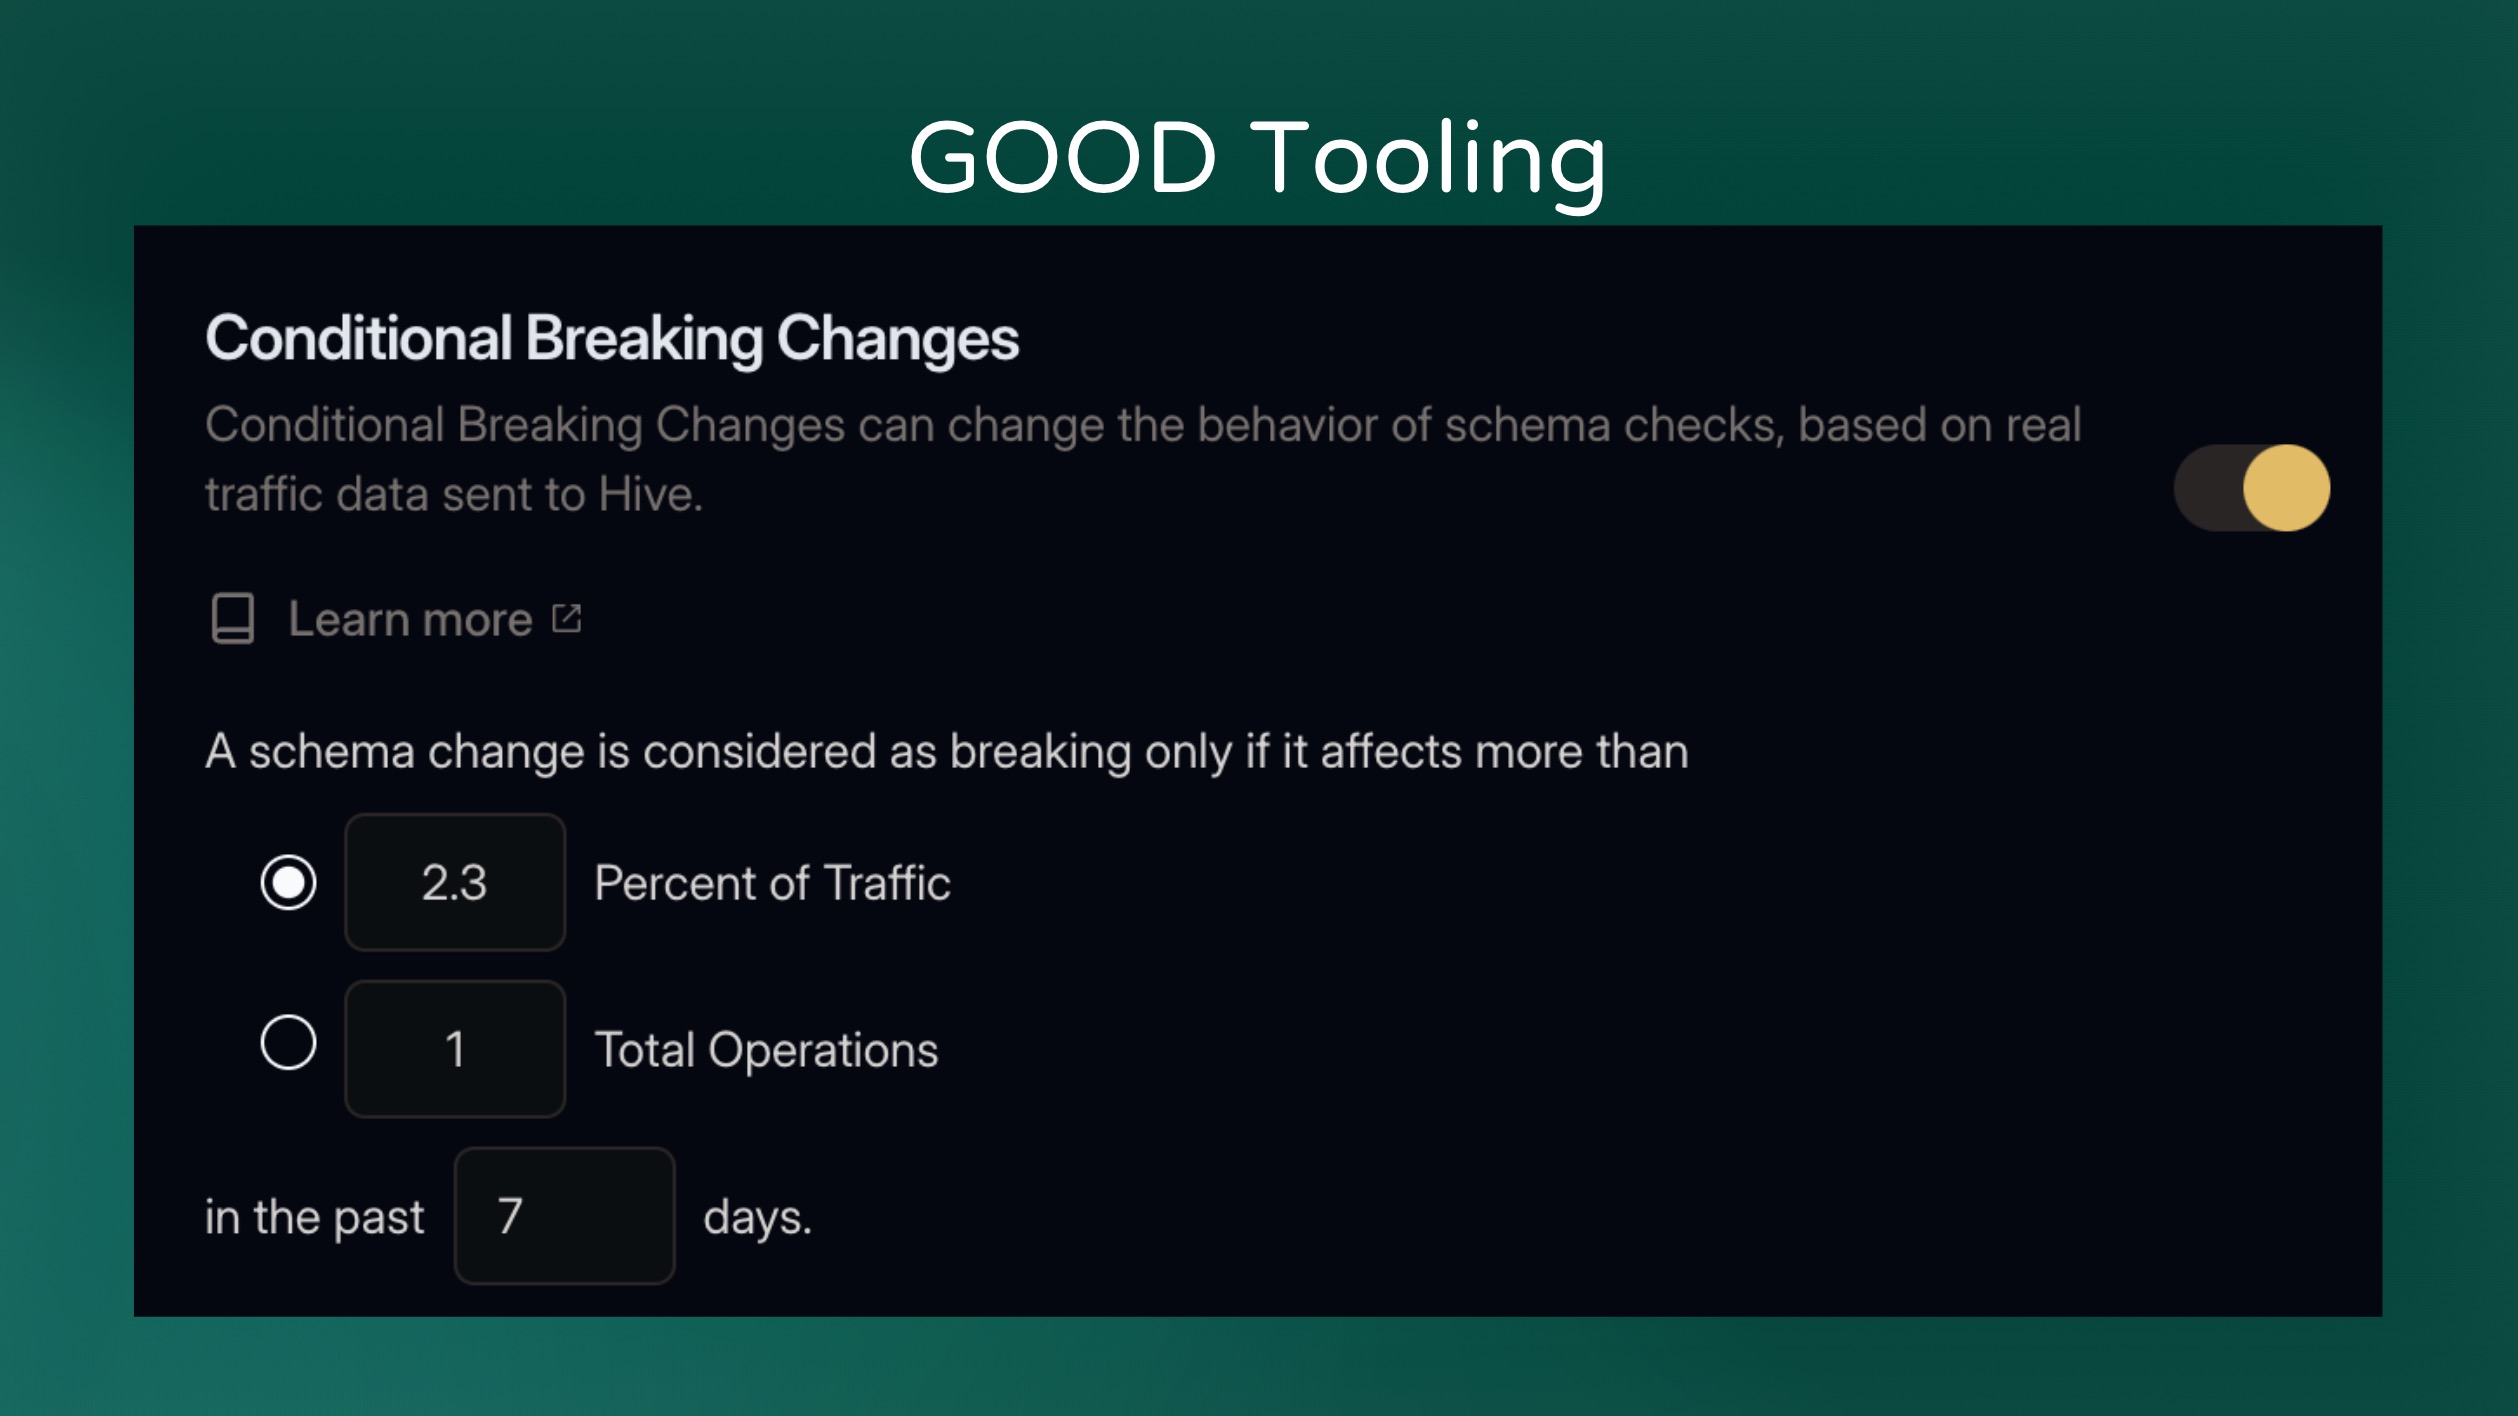 GOOD Tooling
Conditional Breaking Changes
Conditional Breaking Changes can change the behavior of schema checks, based on real
traffic data sent to Hive.
Learn more
A schema change is considered as breaking only if it affects more than
2.3 Percent of Traffic
1 Total Operations
in the past 7 days.